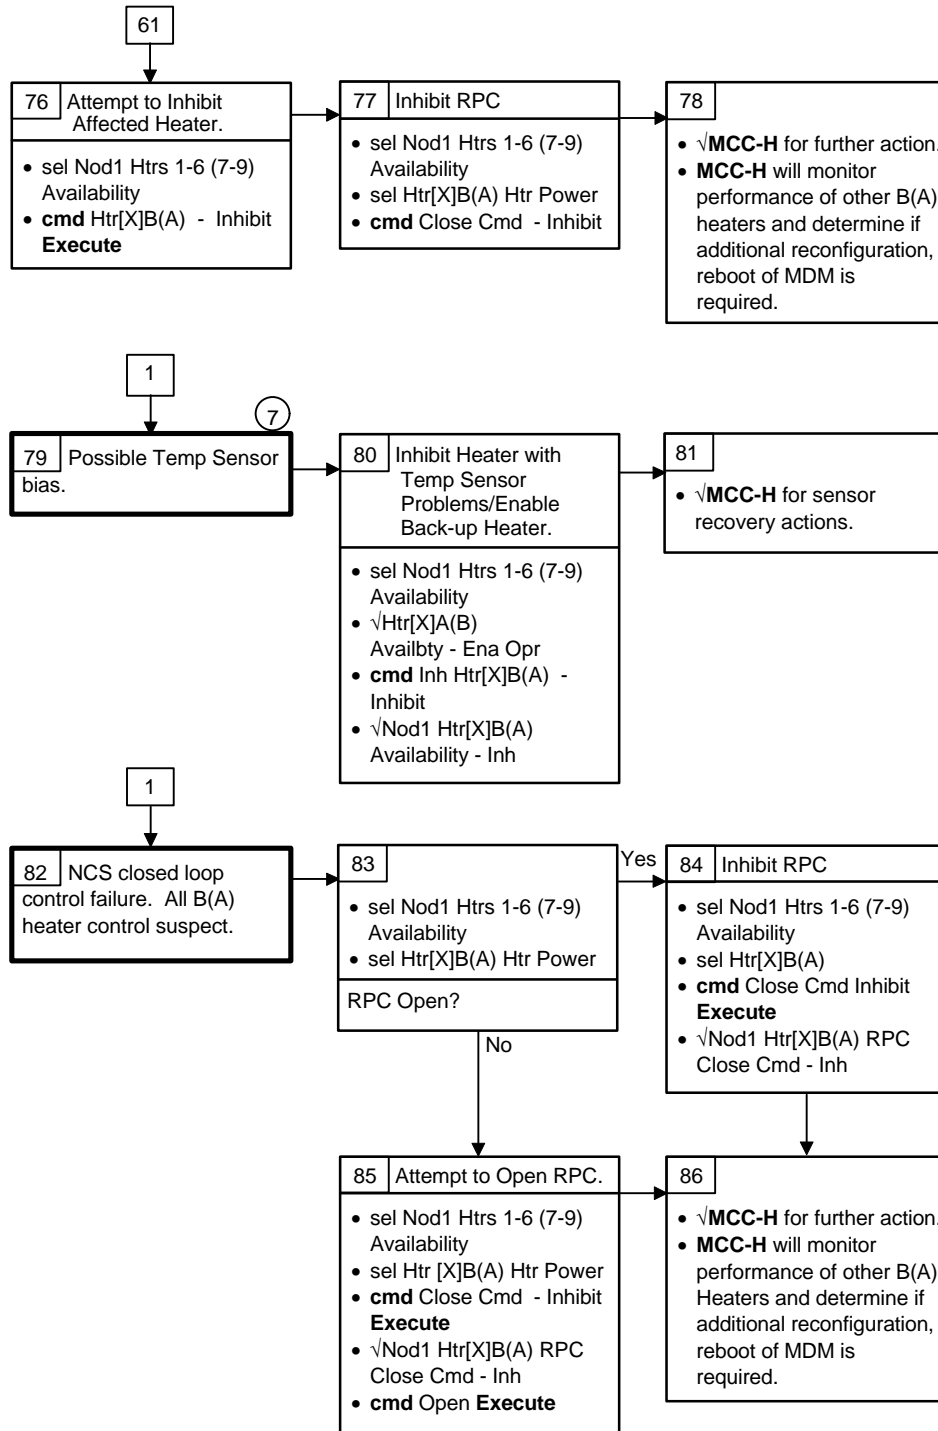 61
76 Attempt to Inhibit
Affected Heater.
• sel Nod1 Htrs 1-6 (7-9)
Availability
• cmd Htr[X]B(A) - Inhibit
Execute
77 Inhibit RPC
• sel Nod1 Htrs 1-6 (7-9)
Availability
• sel Htr[X]B(A) Htr Power
• cmd Close Cmd - Inhibit
78
• √MCC-H for further action.
• MCC-H will monitor
performance of other B(A)
heaters and determine if
additional reconfiguration,
reboot of MDM is
required.
1
7
79 Possible Temp Sensor
bias.
80 Inhibit Heater with
Temp Sensor
Problems/Enable
Back-up Heater.
• sel Nod1 Htrs 1-6 (7-9)
Availability
• √Htr[X]A(B)
Availbty - Ena Opr
• cmd Inh Htr[X]B(A) -
Inhibit
• √Nod1 Htr[X]B(A)
Availability - Inh
81
• √MCC-H for sensor
recovery actions.
1
82 NCS closed loop
control failure. All B(A)
heater control suspect.
83
• sel Nod1 Htrs 1-6 (7-9)
Availability
• sel Htr[X]B(A) Htr Power
RPC Open?
Yes
No
84 Inhibit RPC
• sel Nod1 Htrs 1-6 (7-9)
Availability
• sel Htr[X]B(A)
• cmd Close Cmd Inhibit
Execute
• √Nod1 Htr[X]B(A) RPC
Close Cmd - Inh
85 Attempt to Open RPC.
• sel Nod1 Htrs 1-6 (7-9)
Availability
• sel Htr [X]B(A) Htr Power
• cmd Close Cmd - Inhibit
Execute
• √Nod1 Htr[X]B(A) RPC
Close Cmd - Inh
• cmd Open Execute
86
• √MCC-H for further action.
• MCC-H will monitor
performance of other B(A)
Heaters and determine if
additional reconfiguration,
reboot of MDM is
required.